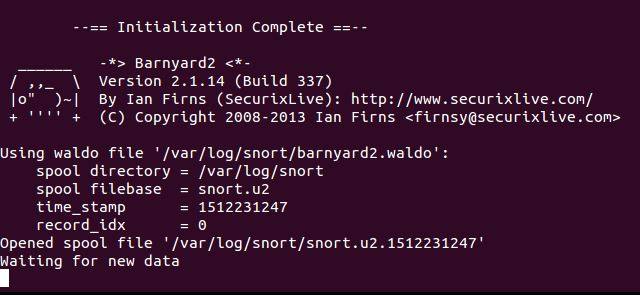 --== Initialization Complete ==--
  ______   -*> Barnyard2 <*-
 / ,,_  \  Version 2.1.14 (Build 337)
 |o"  )~|  By Ian Firns (SecurixLive): http://www.securixlive.com/
 + '''' +  (C) Copyright 2008-2013 Ian Firns <firnsy@securixlive.com>
Using waldo file '/var/log/snort/barnyard2.waldo':
    spool directory = /var/log/snort
    spool filebase  = snort.u2
    time_stamp      = 1512231247
    record_idx      = 0
Opened spool file '/var/log/snort/snort.u2.1512231247'
Waiting for new data